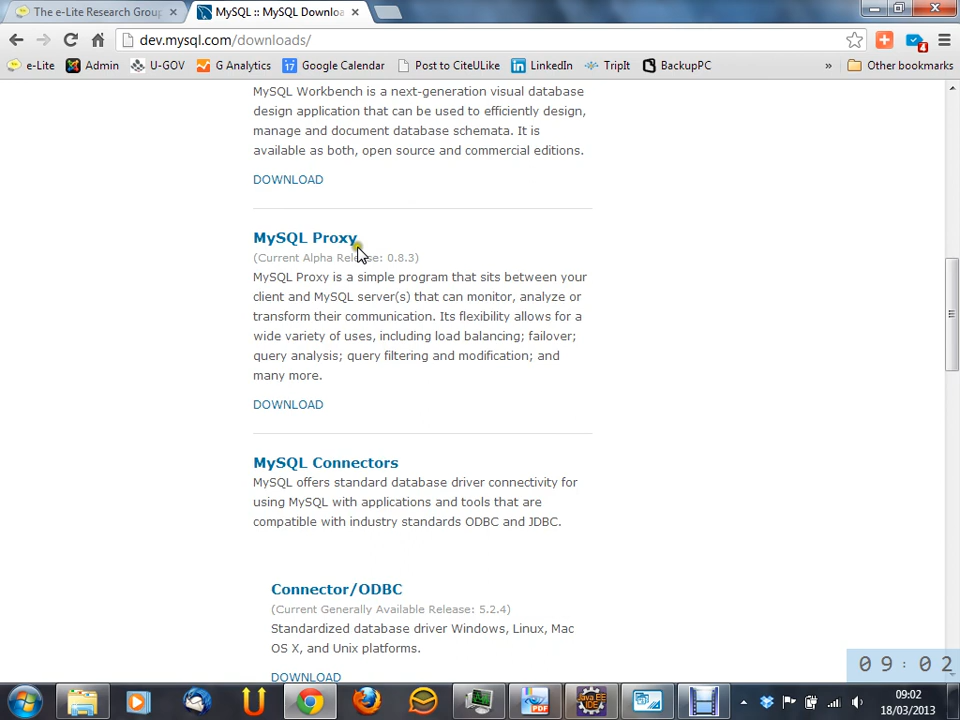 The e-Lite Research Group
MySQL :: MySQL Downloa
dev.mysql.com/downloads/
e-Lite
Admin
U-GOV
G Analytics
17
Google Calendar
Post to CiteULike
LinkedIn
TripIt
BackupPC
»
Other bookmarks
MySQL Workbench is a next-generation visual database
design application that can be used to efficiently design,
manage and document database schemata. It is
available as both, open source and commercial editions.
DOWNLOAD
MySQL Proxy
(Current Alpha Release: 0.8.3)
MySQL Proxy is a simple program that sits between your
client and MySQL server(s) that can monitor, analyze or
transform their communication. Its flexibility allows for a
wide variety of uses, including load balancing; failover;
query analysis; query filtering and modification; and
many more.
DOWNLOAD
MySQL Connectors
MySQL offers standard database driver connectivity for
using MySQL with applications and tools that are
compatible with industry standards ODBC and JDBC.
Connector/ODBC
(Current Generally Available Release: 5.2.4)
Standardized database driver Windows, Linux, Mac
OS X, and Unix platforms.
DOWNLOAD
09:02
PDF
Java EE
IDE
09:02
18/03/2013